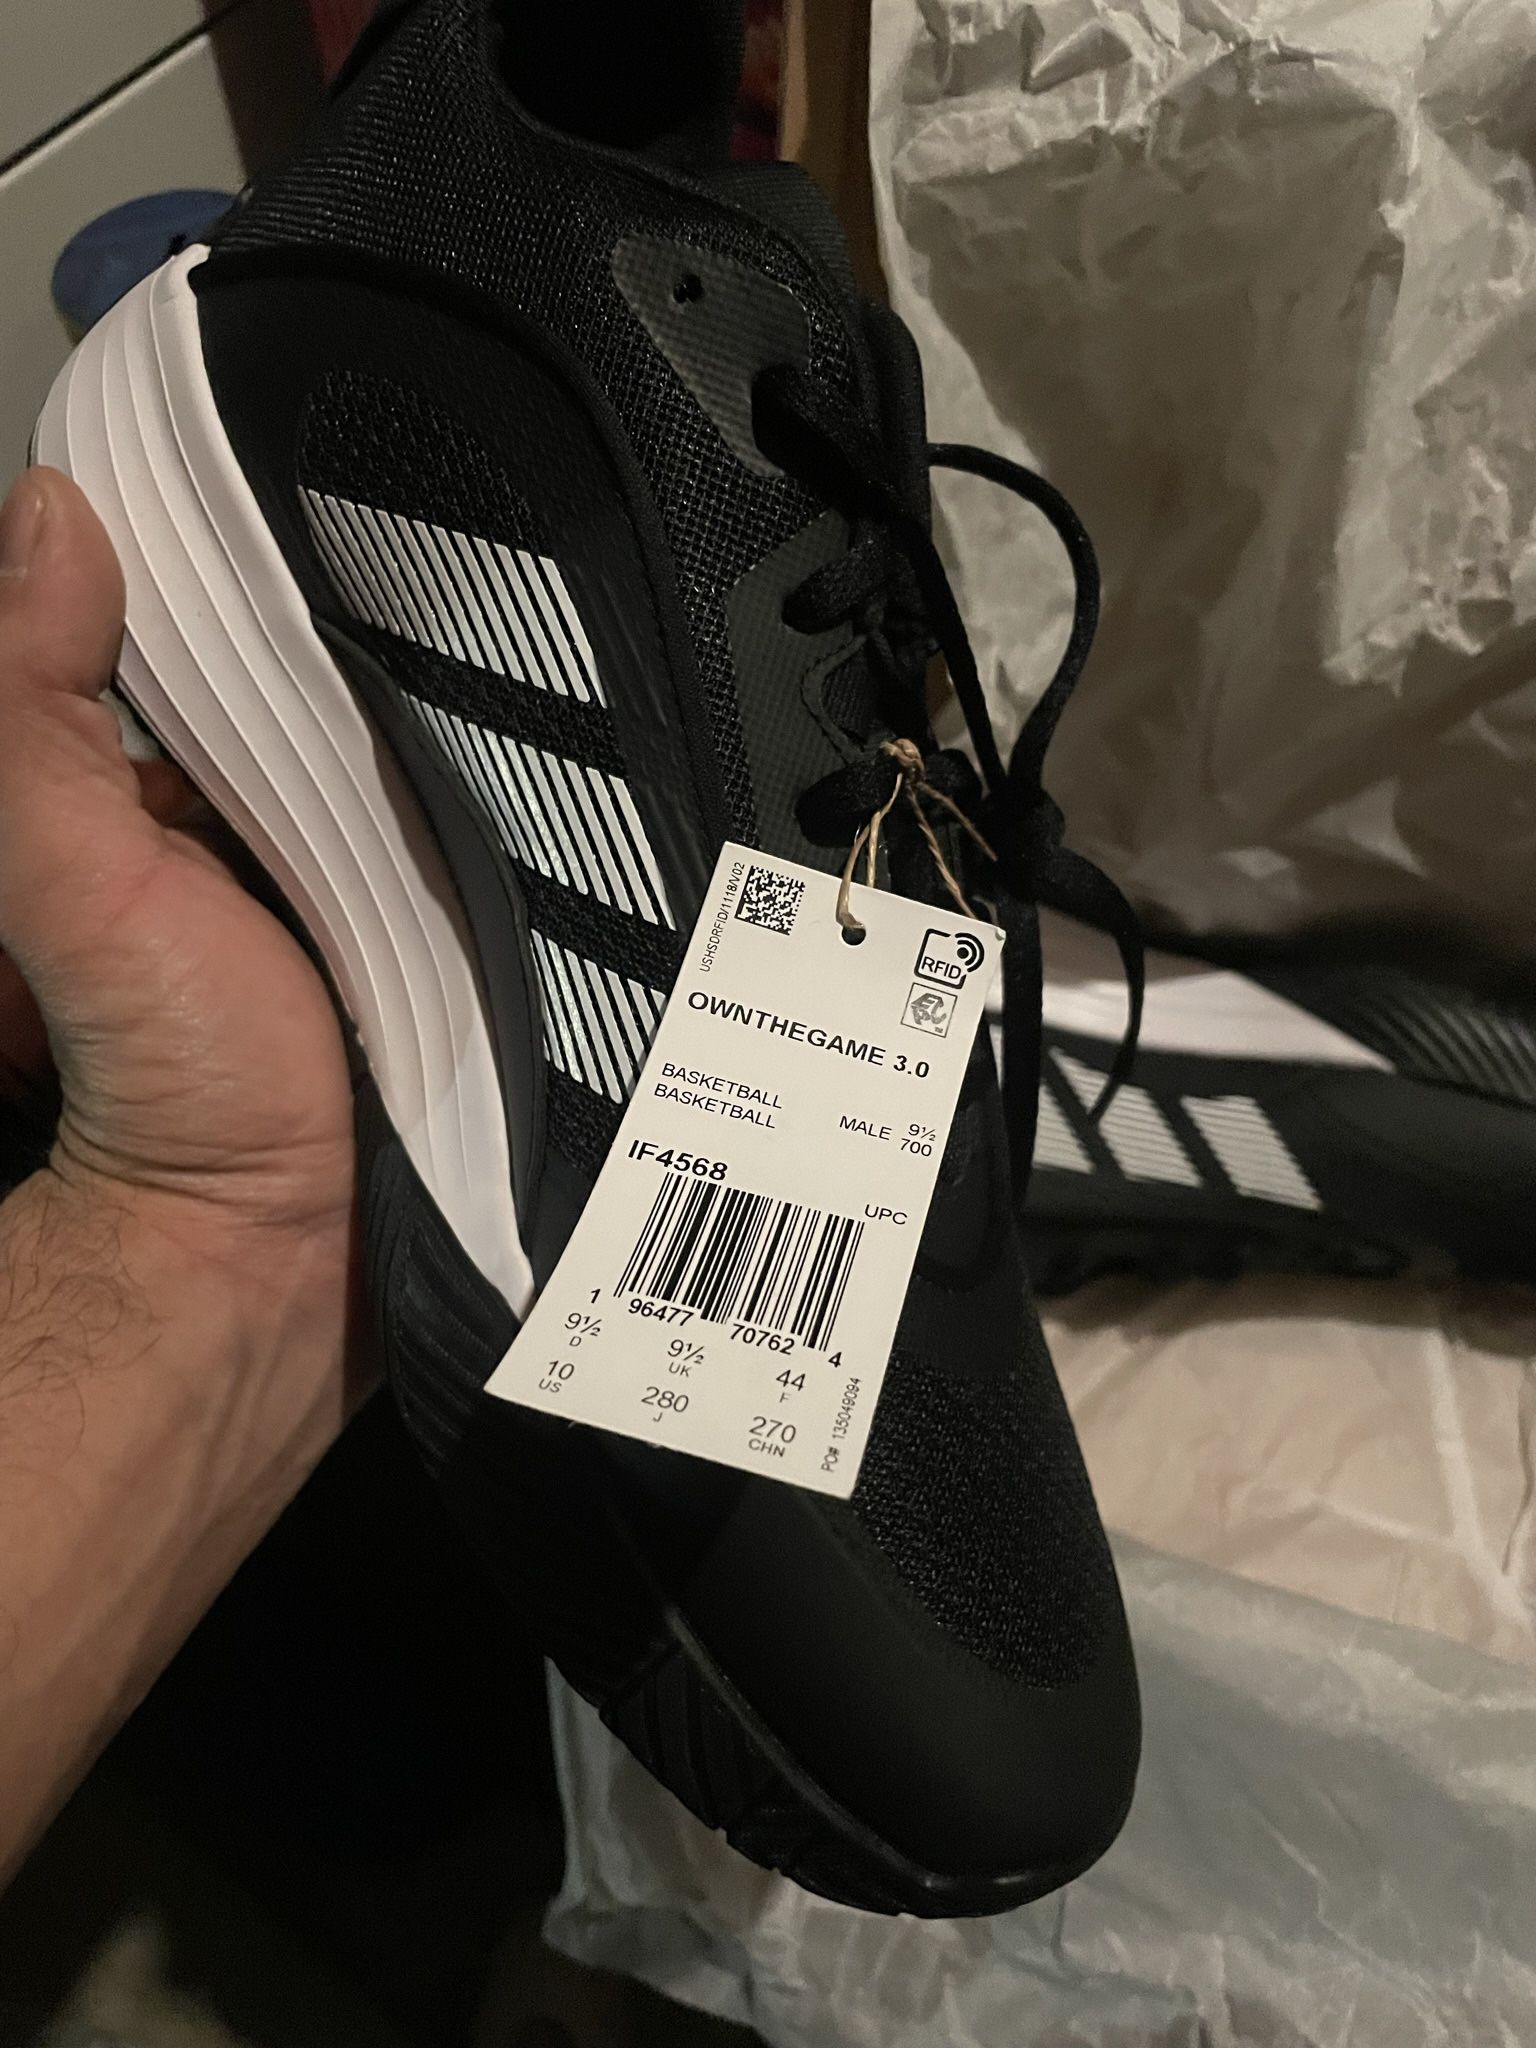 USHSDRFID/1118/V02
RFID
EPC
OWNTHEGAME 3.0
BASKETBALL
BASKETBALL
MALE 9½
700
IF4568
UPC
1 96477 70762 4
9½ 9½ 44
D UK F
10 280 270
US J CHN
PO# 135049094